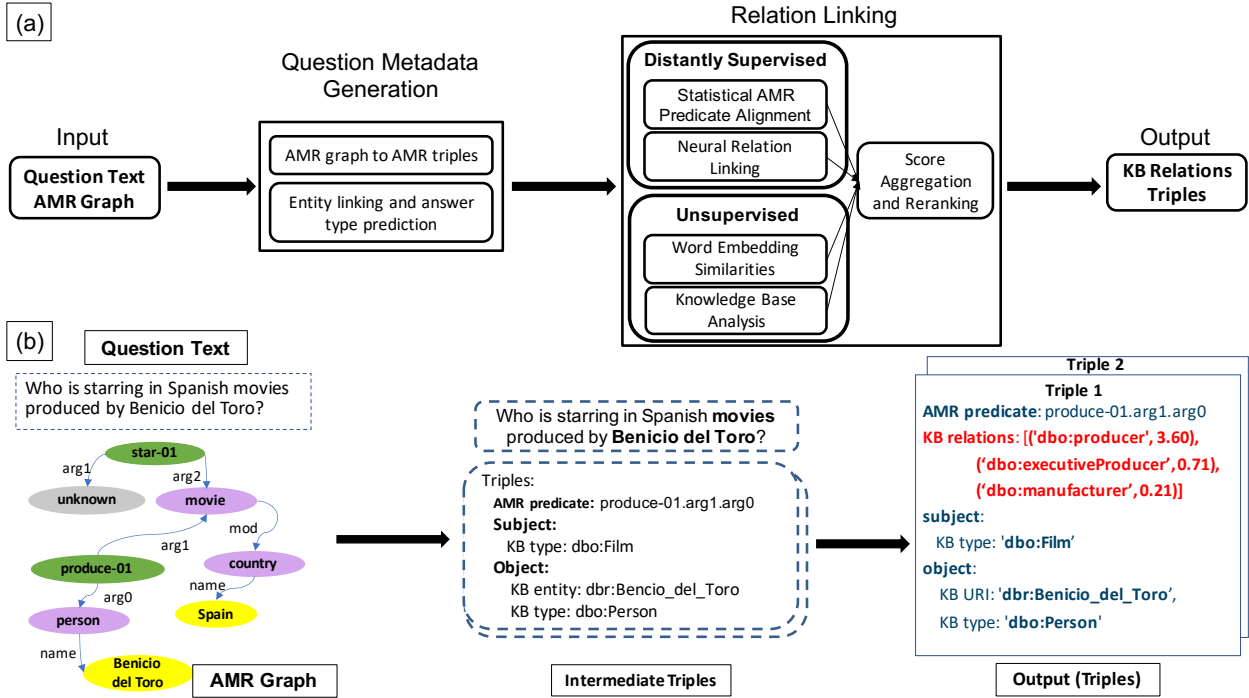 (a)
Relation Linking
Question Metadata
Generation
Input
Question Text
AMR Graph
AMR graph to AMR triples
Entity linking and answer
type prediction
Distantly Supervised
Statistical AMR
Predicate Alignment
Neural Relation
Linking
Unsupervised
Word Embedding
Similarities
Knowledge Base
Analysis
Score
Aggregation
and Reranking
Output
KB Relations
Triples
(b)
Question Text
Who is starring in Spanish movies
produced by Benicio del Toro?
star-01
arg1
arg2
unknown
movie
mod
arg1
produce-01
country
arg0
name
person
Spain
name
Benicio
del Toro
AMR Graph
Who is starring in Spanish movies
produced by Benicio del Toro?
Triples:
AMR predicate: produce-01.arg1.arg0
Subject:
KB type: dbo:Film
Object:
KB entity: dbr:Bencio_del_Toro
KB type: dbo:Person
Intermediate Triples
Triple 2
Triple 1
AMR predicate: produce-01.arg1.arg0
KB relations: [('dbo:producer', 3.60),
(‘dbo:executiveProducer’, 0.71),
(‘dbo:manufacturer’, 0.21)]
subject:
KB type: 'dbo:Film’
object:
KB URI: 'dbr:Benicio_del_Toro’,
KB type: 'dbo:Person'
Output (Triples)